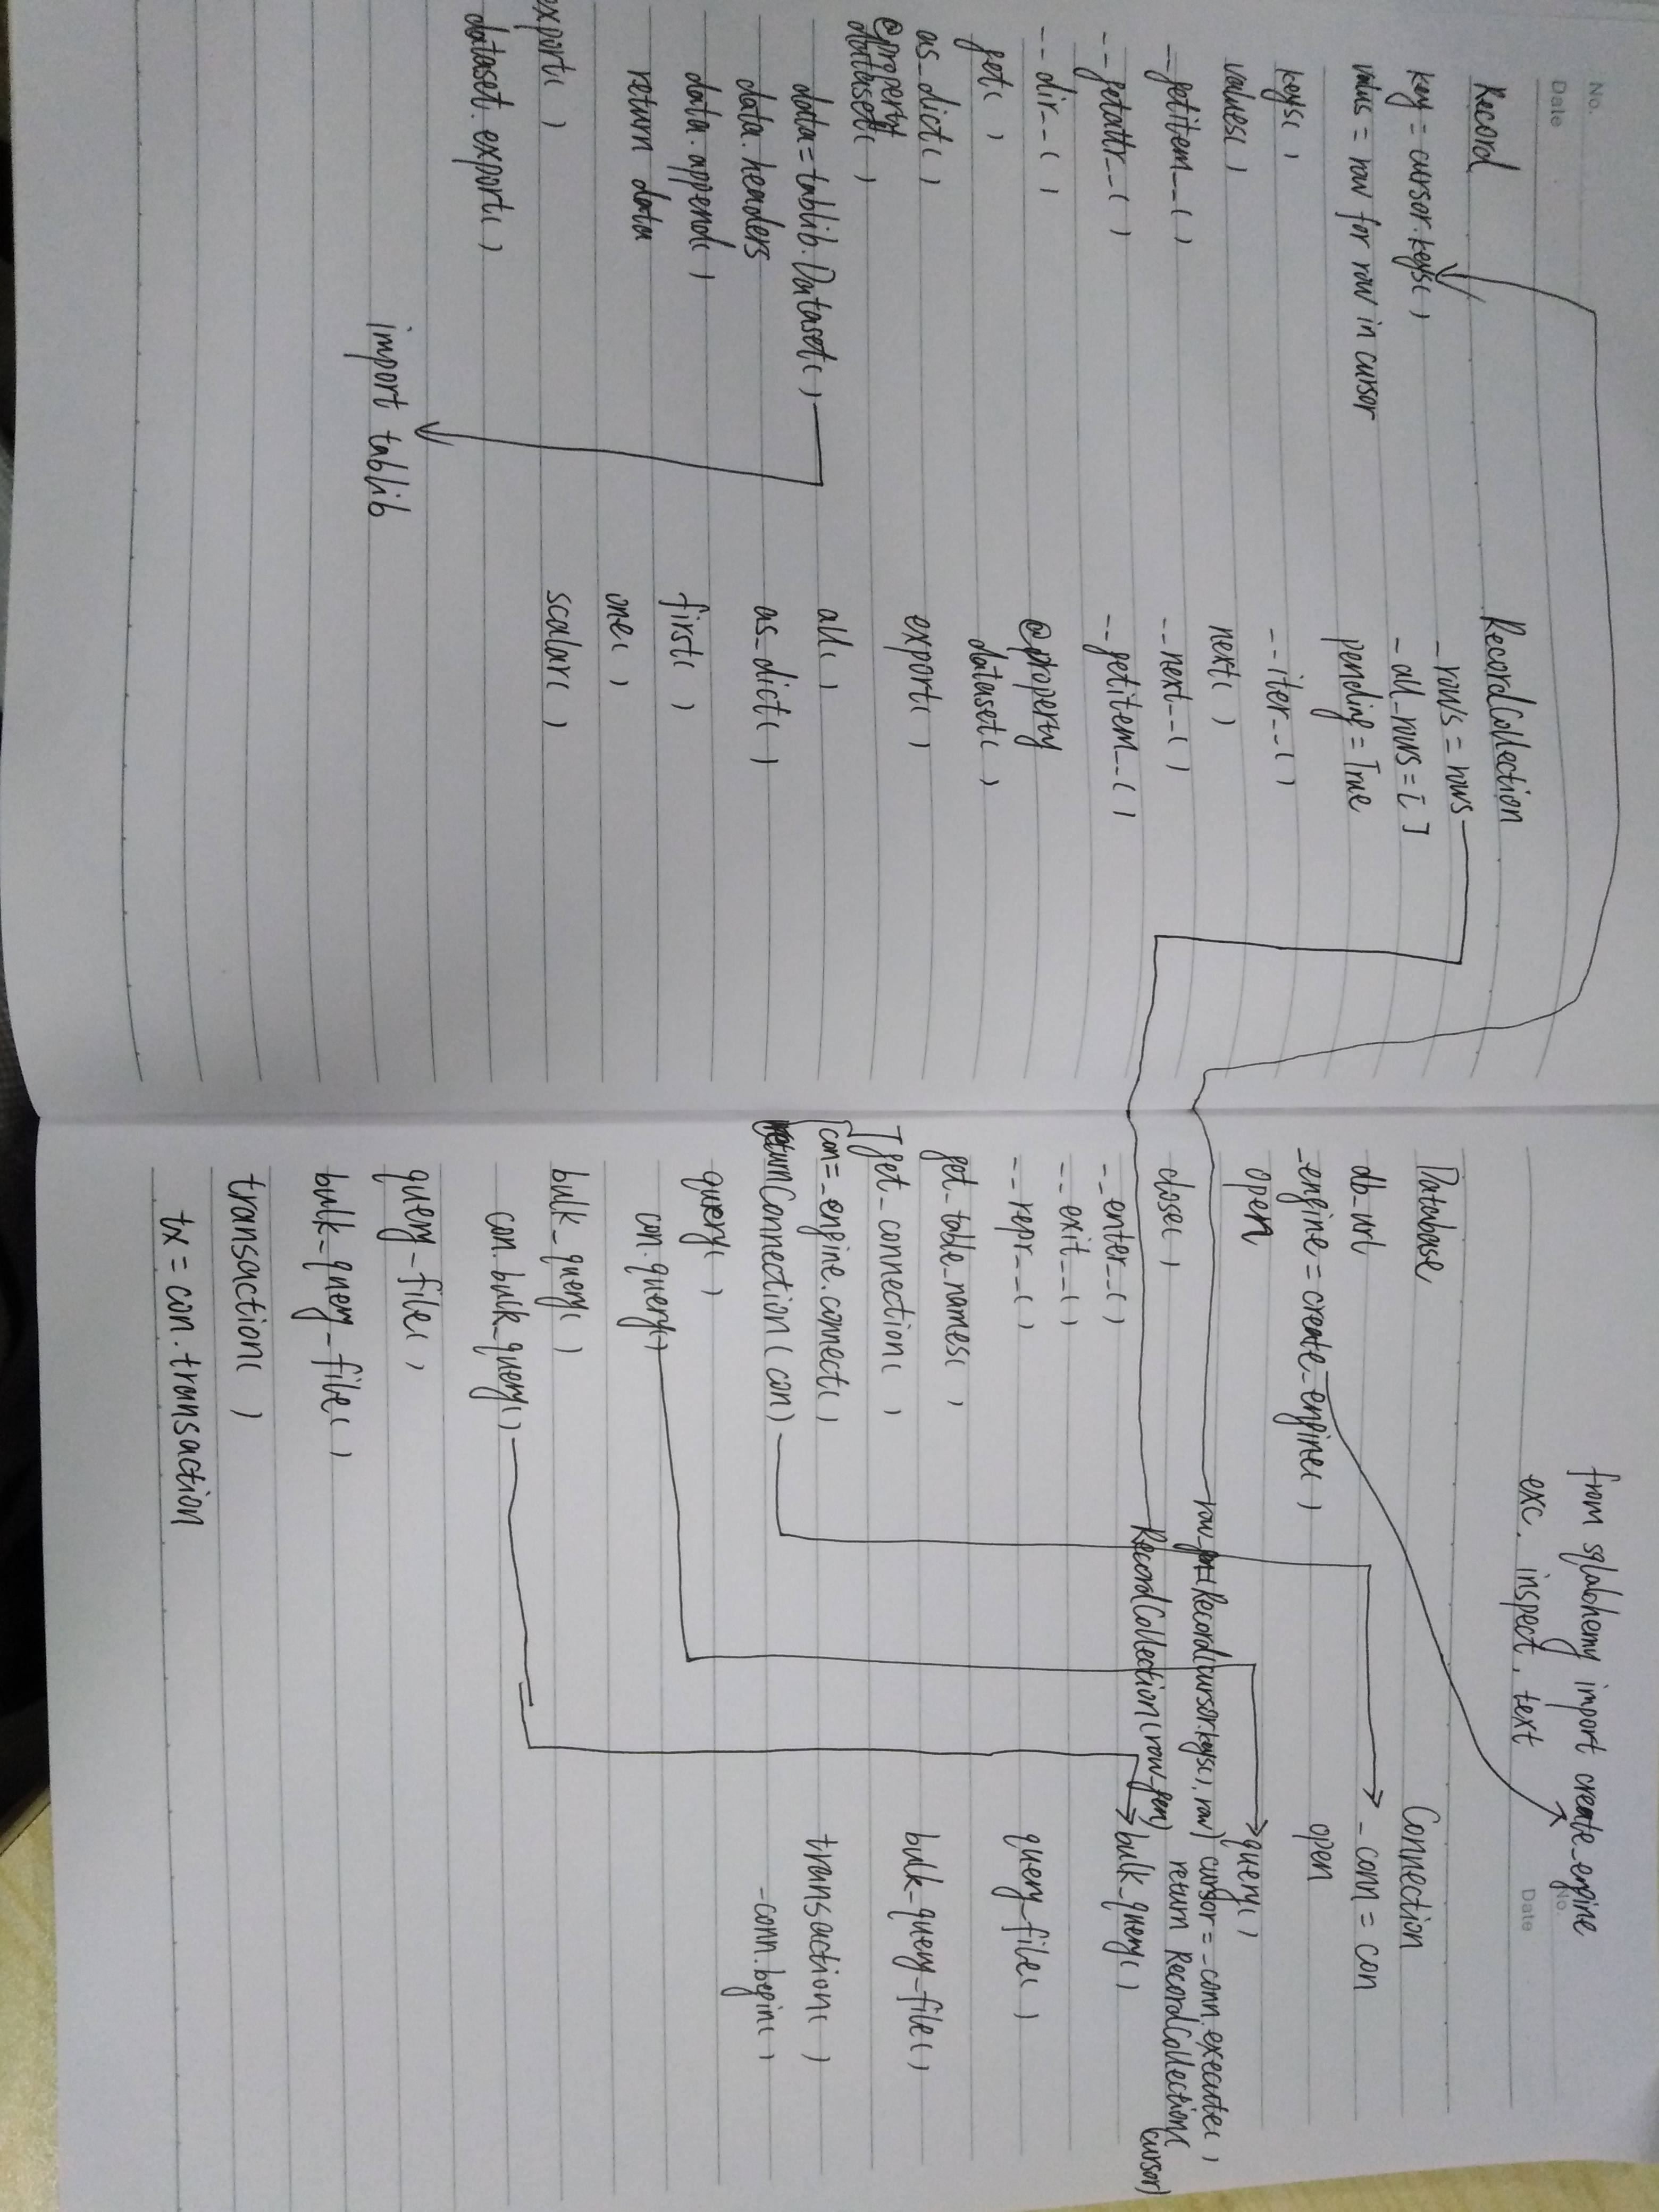 No.
Date
Record
key = cursor.keys()
valus = row for row in cursor
keys()
values()
__getitem__()
__getattr__()
__dir__()
get()
as_dict()
@property
dataset()
data = tablib.Dataset()
data.headers
data.append()
return data
export()
dataset.export()
import tablib
RecordCollection
_rows = rows
_all_rows = []
pending = True
__iter__()
next()
__next__()
__getitem__()
@property
dataset()
export()
all()
as_dict()
first()
one()
scalar()
from sqlalohemy import create_engine
exc. inspect, text
No.
Date
Database
db_url
_engine = create_engine()
open
close()
__enter__()
__exit__()
__repr__()
get_table_names()
get_connection()
con=_engine.connect()
return Connection (con)
query()
con.query()
bulk_query()
con.bulk_query()
query_file()
bulk_query_file()
transaction()
tx = con.transaction
Connection
_conn = con
open
query()
row_gen(Record(cursor.keys(), row)
cursor = _conn.execute()
return RecordCollection(
cursor)
RecordCollection(row_gen)
bulk_query()
query_file()
bulk_query_file()
transaction()
_conn.begin()